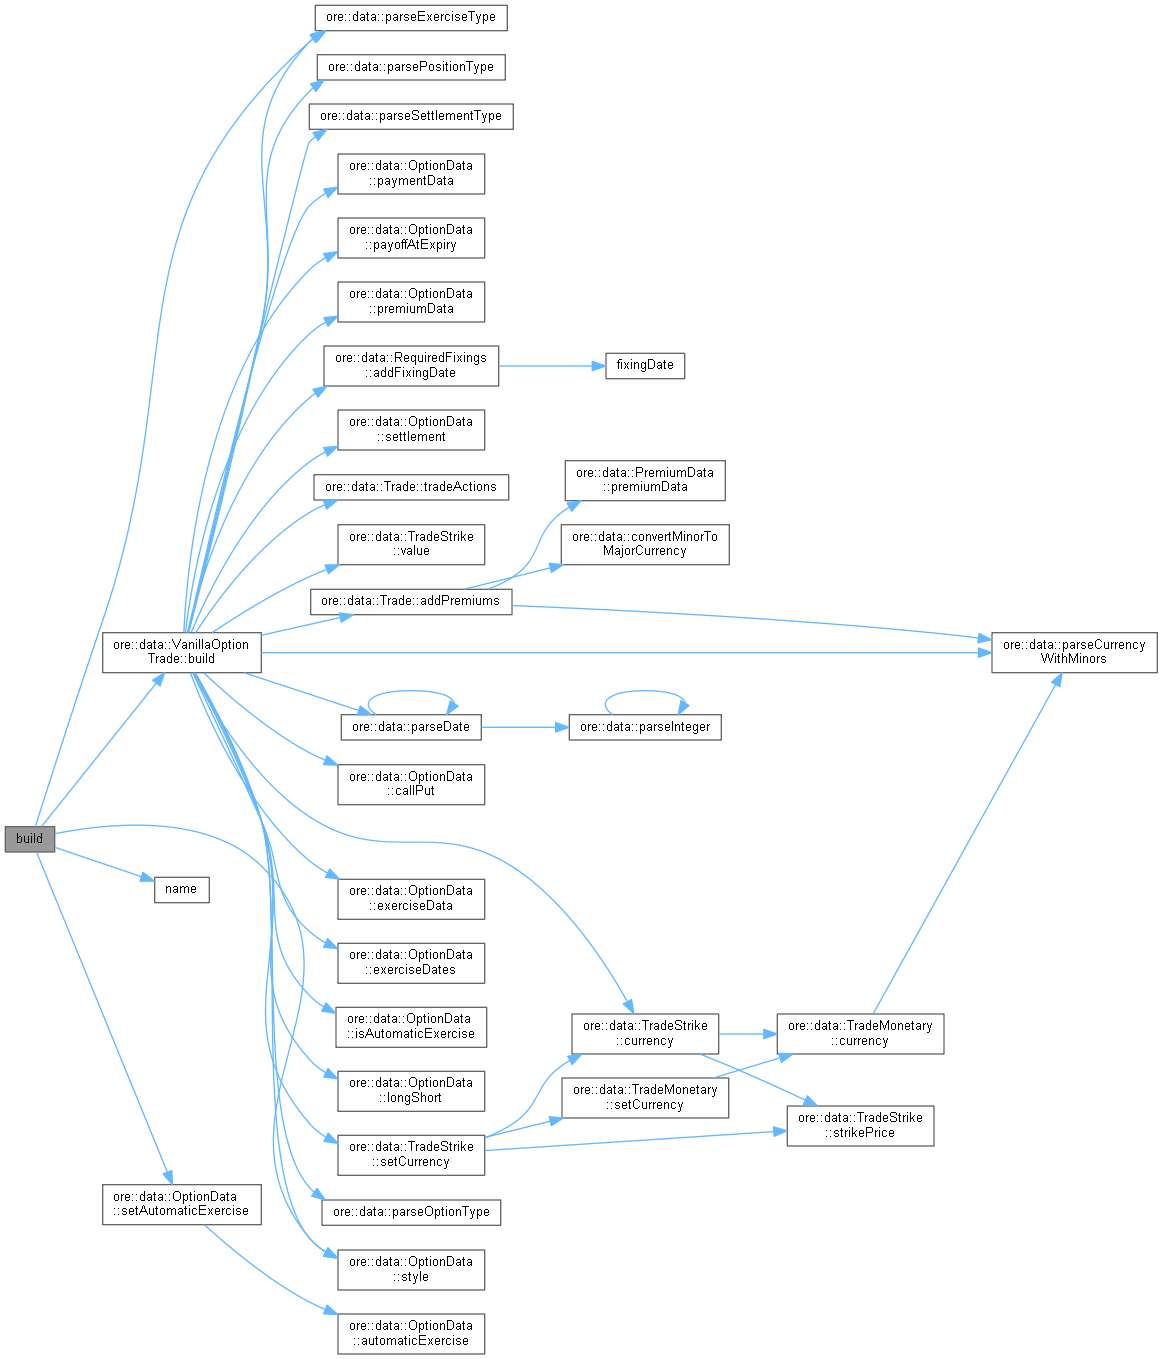 ore::data::parseExerciseType
ore::data::parsePositionType
ore::data::parseSettlementType
ore::data::OptionData
::paymentData
ore::data::OptionData
::payoffAtExpiry
ore::data::OptionData
::premiumData
ore::data::RequiredFixings
::addFixingDate
fixingDate
ore::data::OptionData
::settlement
ore::data::PremiumData
::premiumData
ore::data::Trade::tradeActions
ore::data::TradeStrike
::value
ore::data::convertMinorTo
MajorCurrency
ore::data::Trade::addPremiums
ore::data::VanillaOption
Trade::build
ore::data::parseCurrency
WithMinors
ore::data::parseDate
ore::data::parseInteger
ore::data::OptionData
::callPut
build
name
ore::data::OptionData
::exerciseData
ore::data::OptionData
::exerciseDates
ore::data::OptionData
::isAutomaticExercise
ore::data::TradeStrike
::currency
ore::data::TradeMonetary
::currency
ore::data::OptionData
::longShort
ore::data::TradeMonetary
::setCurrency
ore::data::TradeStrike
::strikePrice
ore::data::TradeStrike
::setCurrency
ore::data::OptionData
::setAutomaticExercise
ore::data::parseOptionType
ore::data::OptionData
::style
ore::data::OptionData
::automaticExercise